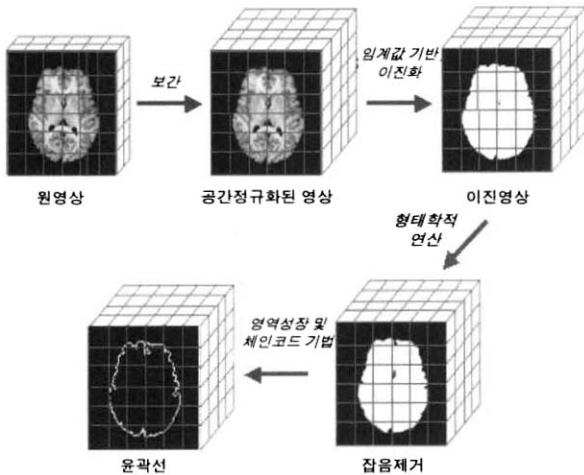 보간
임계값 기반
이진화
원영상
공간정규화된 영상
이진영상
형태학적
연산
영역성장 및
체인코드 기법
윤곽선
잡음제거